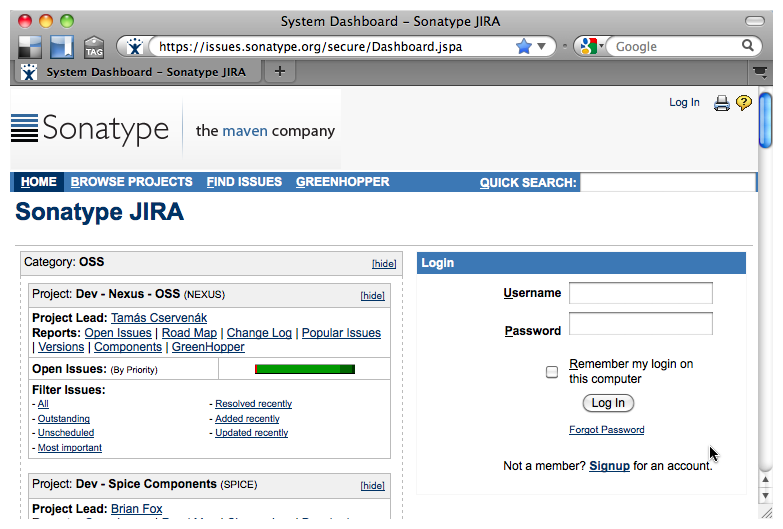 System Dashboard – Sonatype JIRA
TAG
https://issues.sonatype.org/secure/Dashboard.jspa
Google
System Dashboard – Sonatype JIRA
+
Log In
?
Sonatype
the maven company
HOME BROWSE PROJECTS FIND ISSUES GREENHOPPER QUICK SEARCH:
Sonatype JIRA
Category: OSS [hide]
Project: Dev - Nexus - OSS (NEXUS) [hide]
Project Lead: Tamás Cservenák
Reports: Open Issues | Road Map | Change Log | Popular Issues
| Versions | Components | GreenHopper
Open Issues: (By Priority)
Filter Issues:
- All - Resolved recently
- Outstanding - Added recently
- Unscheduled - Updated recently
- Most important
Project: Dev - Spice Components (SPICE) [hide]
Project Lead: Brian Fox
Login
Username
Password
Remember my login on
this computer
Log In
Forgot Password
Not a member? Signup for an account.